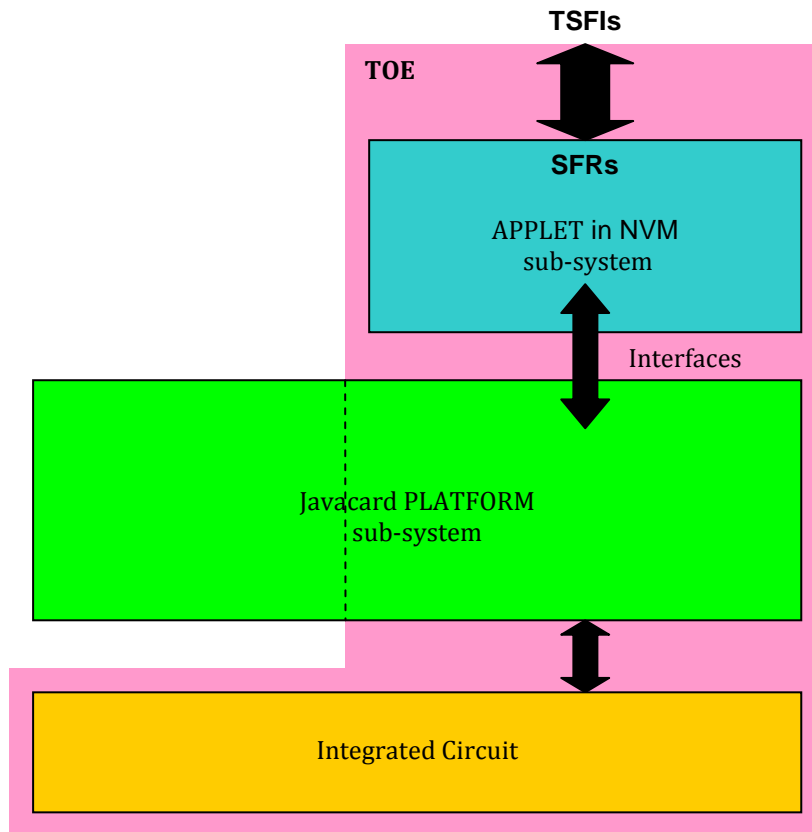 TSFIs
TOE
SFRs
APPLET in NVM
sub-system
Interfaces
Javacard PLATFORM
sub-system
Integrated Circuit